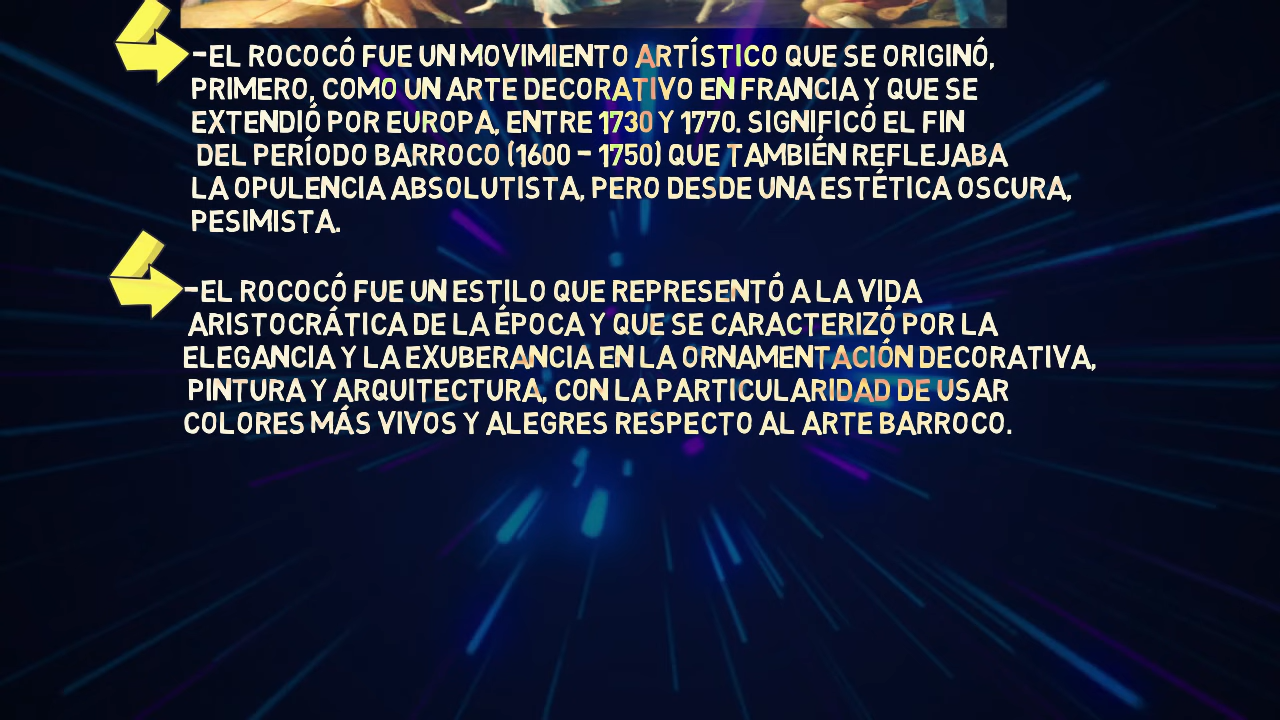 -EL ROCOCÓ FUE UN MOVIMIENTO ARTÍSTICO QUE SE ORIGINÓ,
PRIMERO, COMO UN ARTE DECORATIVO EN FRANCIA Y QUE SE
EXTENDIÓ POR EUROPA, ENTRE 1730 Y 1770. SIGNIFICÓ EL FIN
DEL PERÍODO BARROCO (1600 - 1750) QUE TAMBIÉN REFLEJABA
LA OPULENCIA ABSOLUTISTA, PERO DESDE UNA ESTÉTICA OSCURA,
PESIMISTA.
-EL ROCOCÓ FUE UN ESTILO QUE REPRESENTÓ A LA VIDA
ARISTOCRÁTICA DE LA ÉPOCA Y QUE SE CARACTERIZÓ POR LA
ELEGANCIA Y LA EXUBERANCIA EN LA ORNAMENTACIÓN DECORATIVA,
PINTURA Y ARQUITECTURA, CON LA PARTICULARIDAD DE USAR
COLORES MÁS VIVOS Y ALEGRES RESPECTO AL ARTE BARROCO.